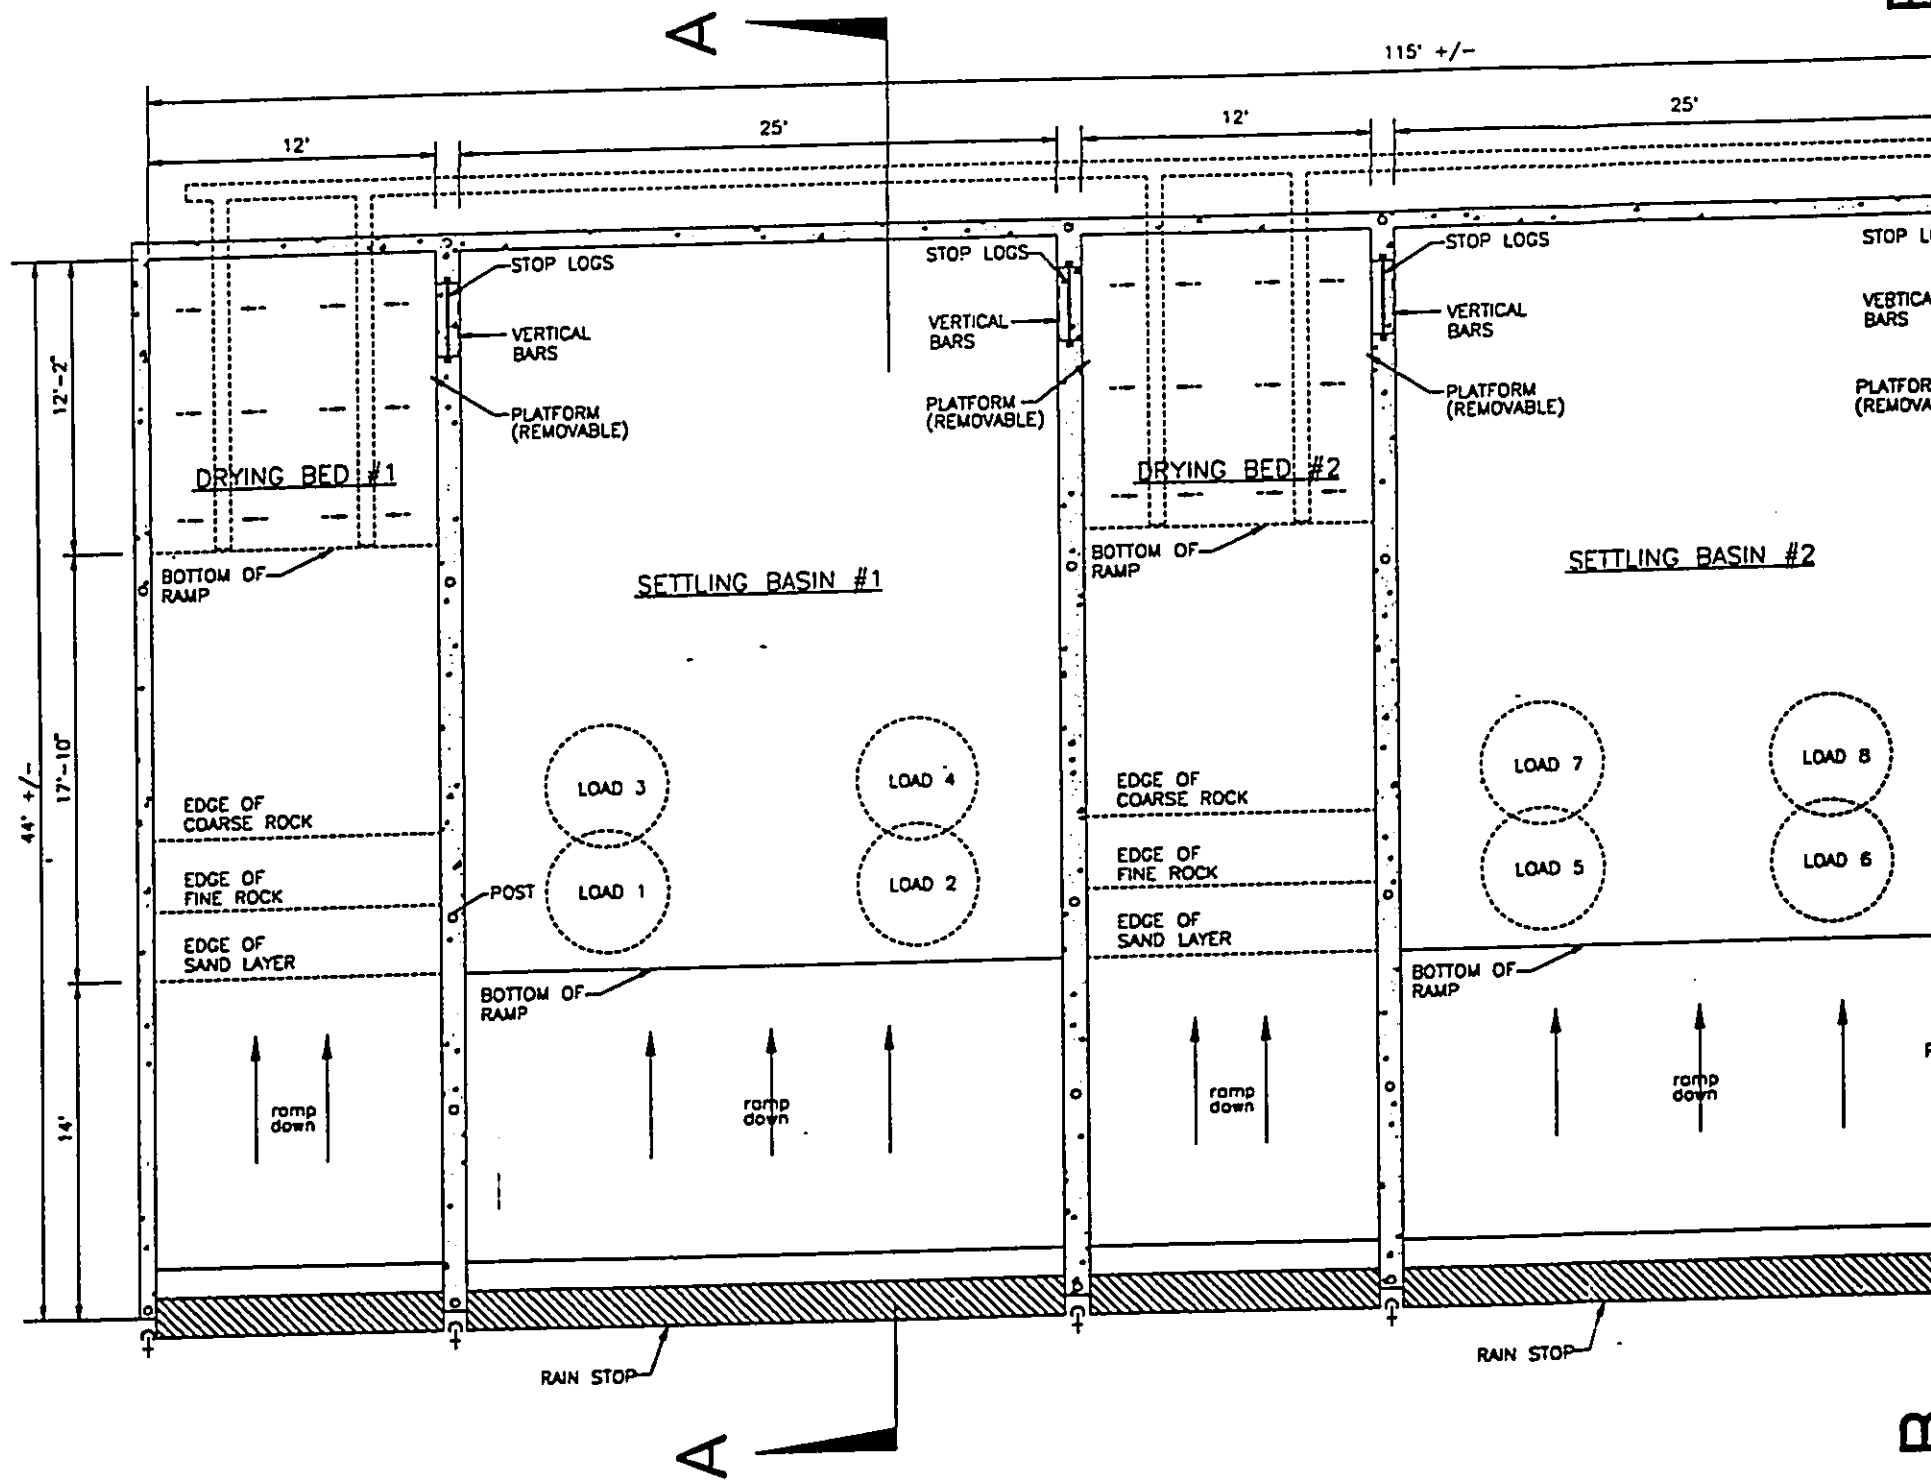 A
115' +/-
12'
25'
12'
25'
STOP LOGS
STOP LOGS
STOP LOGS
VERTICAL
BARS
VERTICAL
BARS
VERTICAL
BARS
BARS
12'-2"
PLATFORM
(REMOVABLE)
PLATFORM
(REMOVABLE)
PLATFORM
(REMOVABLE)
DRYING BED #1
DRYING BED #2
BOTTOM OF
RAMP
BOTTOM OF
RAMP
SETTLING BASIN #1
SETTLING BASIN #2
44' +/-
17'-10"
LOAD 3
LOAD 4
LOAD 7
LOAD 8
EDGE OF
COARSE ROCK
EDGE OF
COARSE ROCK
EDGE OF
FINE ROCK
POST
LOAD 1
LOAD 2
EDGE OF
FINE ROCK
LOAD 5
LOAD 6
EDGE OF
SAND LAYER
EDGE OF
SAND LAYER
BOTTOM OF
RAMP
BOTTOM OF
RAMP
14'
ramp
down
ramp
down
ramp
down
ramp
down
RAIN STOP
RAIN STOP
A
B